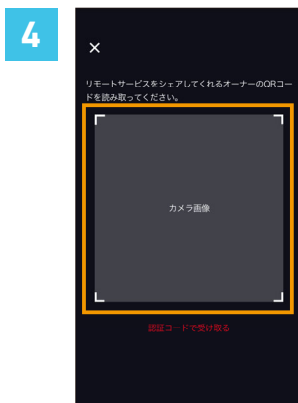 4
×
リモートサービスをシェアしてくれるオーナーのQRコー
ドを読み取ってください。
カメラ画像
認証コードで受け取る